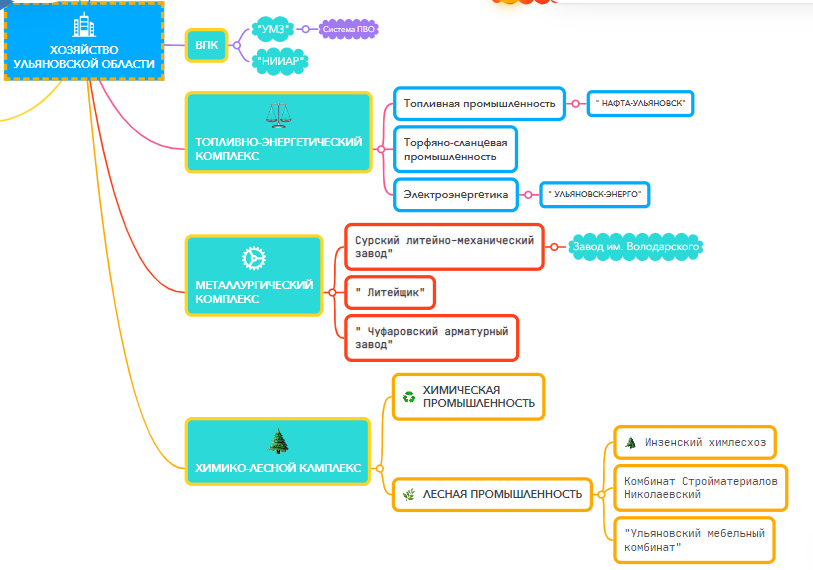 ХОЗЯЙСТВО
УЛЬЯНОВСКОЙ ОБЛАСТИ
ВПК
"УМЗ"
Система ПВО
"НИИАР"
ТОПЛИВНО-ЭНЕРГЕТИЧЕСКИЙ
КОМПЛЕКС
Топливная промышленность
" НАФТА-УЛЬЯНОВСК"
Торфяно-сланцевая
промышленность
Электроэнергетика
" УЛЬЯНОВСК-ЭНЕРГО"
МЕТАЛЛУРГИЧЕСКИЙ
КОМПЛЕКС
Сурский литейно-механический
завод"
Завод им. Володарского
" Литейщик"
" Чуфаровский арматурный
завод"
ХИМИКО-ЛЕСНОЙ КАМПЛЕКС
ХИМИЧЕСКАЯ
ПРОМЫШЛЕННОСТЬ
ЛЕСНАЯ ПРОМЫШЛЕННОСТЬ
Инзенский химлесхоз
Комбинат Стройматериалов
Николаевский
"Ульяновский мебельный
комбинат"